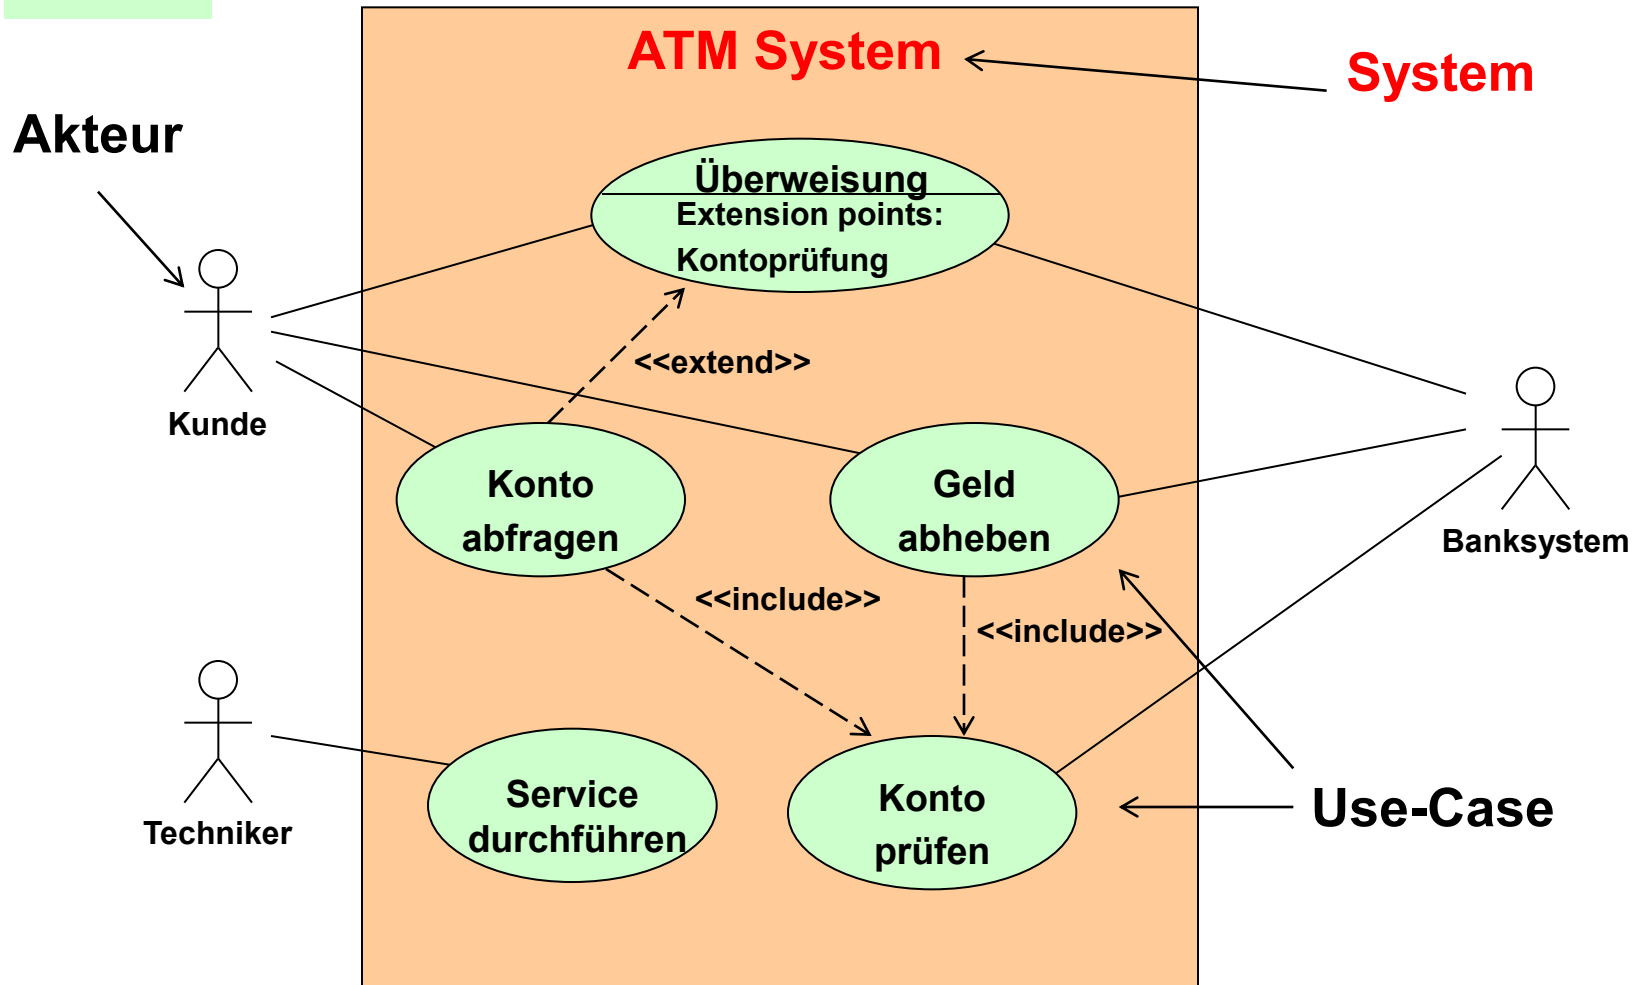 ATM System
System
Akteur
Überweisung
Extension points:
Kontoprüfung
<<extend>>
Kunde
Konto
abfragen
Geld
abheben
Banksystem
<<include>>
<<include>>
Service
durchführen
Konto
prüfen
Use-Case
Techniker